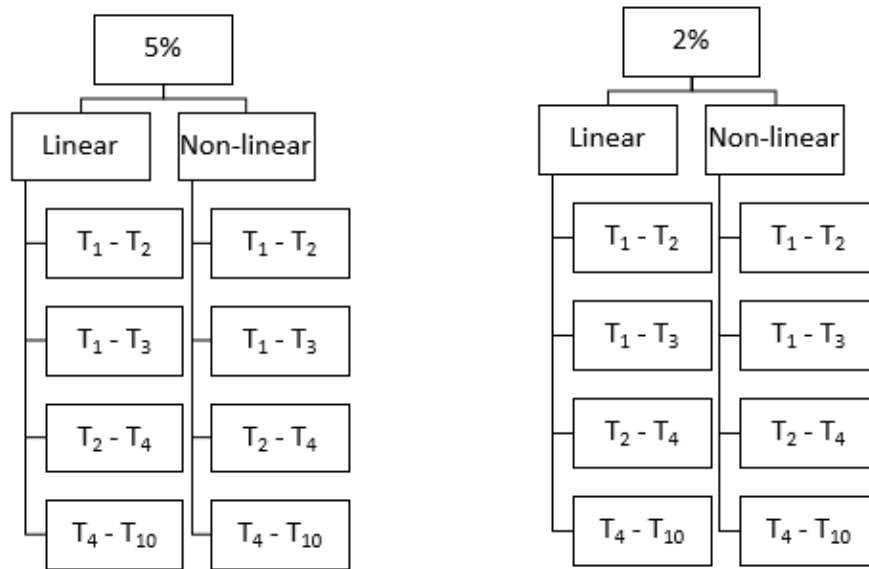 5%
Linear
Non-linear
T₁ - T₂
T₁ - T₂
T₁ - T₃
T₁ - T₃
T₂ - T₄
T₂ - T₄
T₄ - T₁₀
T₄ - T₁₀
2%
Linear
Non-linear
T₁ - T₂
T₁ - T₂
T₁ - T₃
T₁ - T₃
T₂ - T₄
T₂ - T₄
T₄ - T₁₀
T₄ - T₁₀